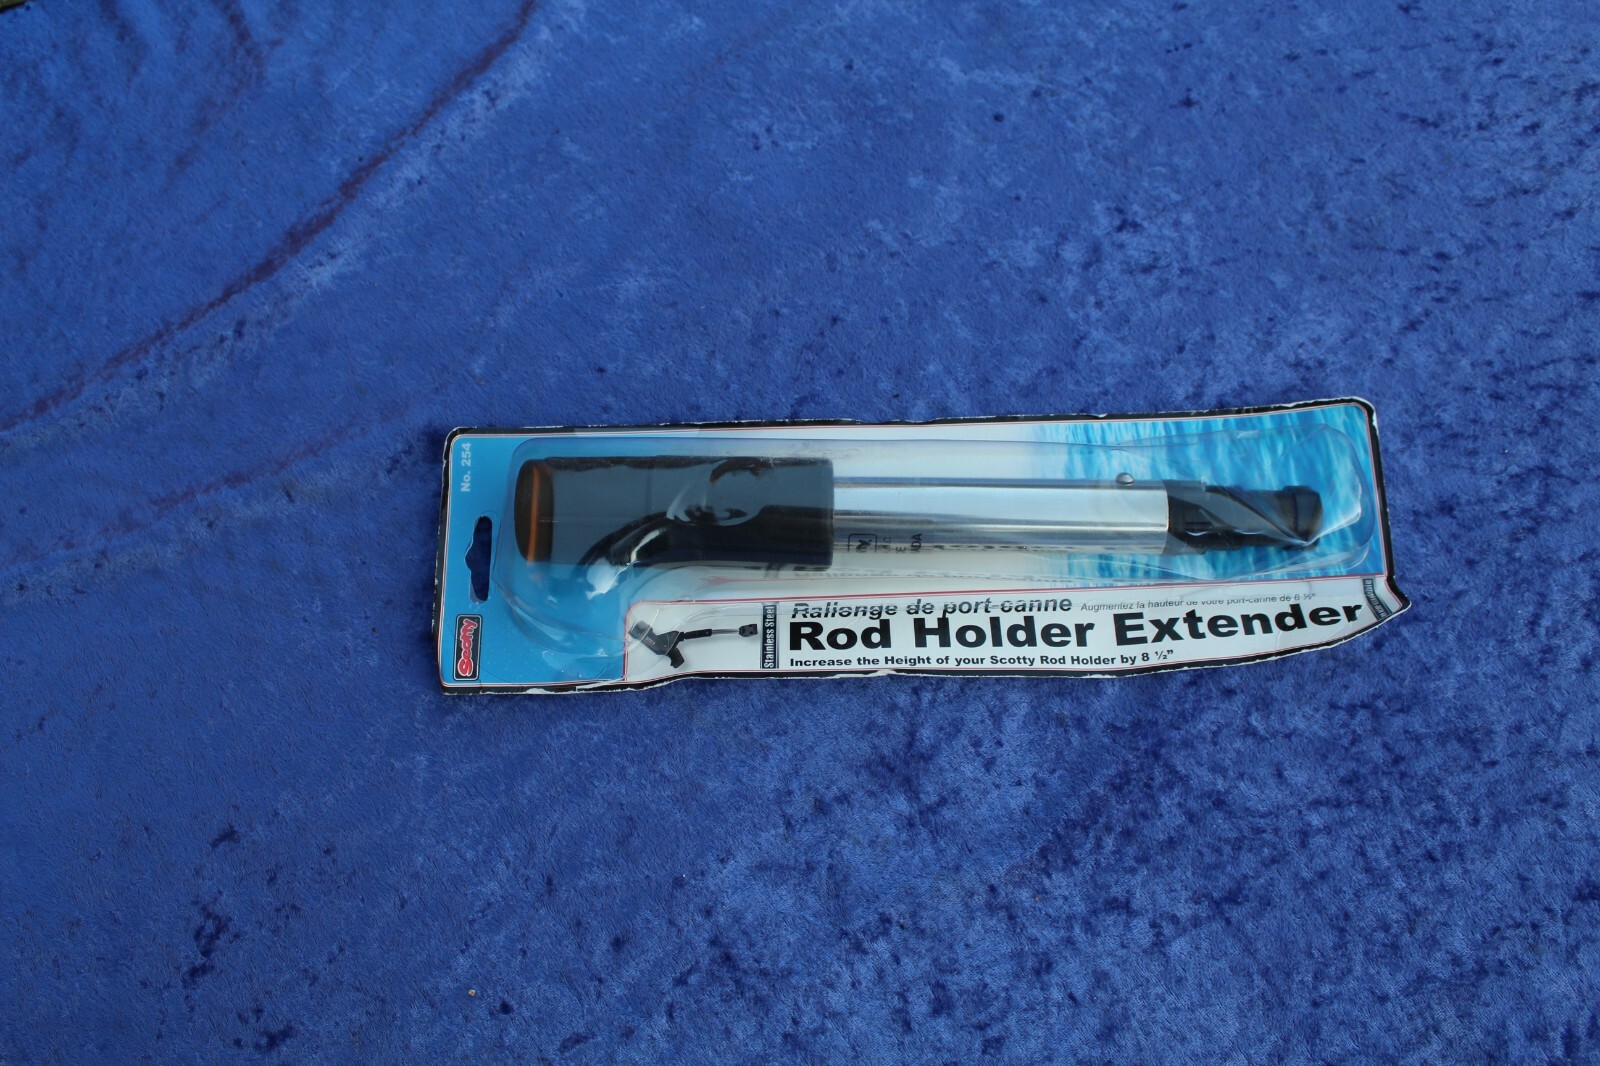 No. 254
Scotty
Stainless Steel
Rallonge de port-canne
Augmentez la hauteur de votre port-canne de 8 ½"
Rod Holder Extender
Increase the Height of your Scotty Rod Holder by 8 ½"